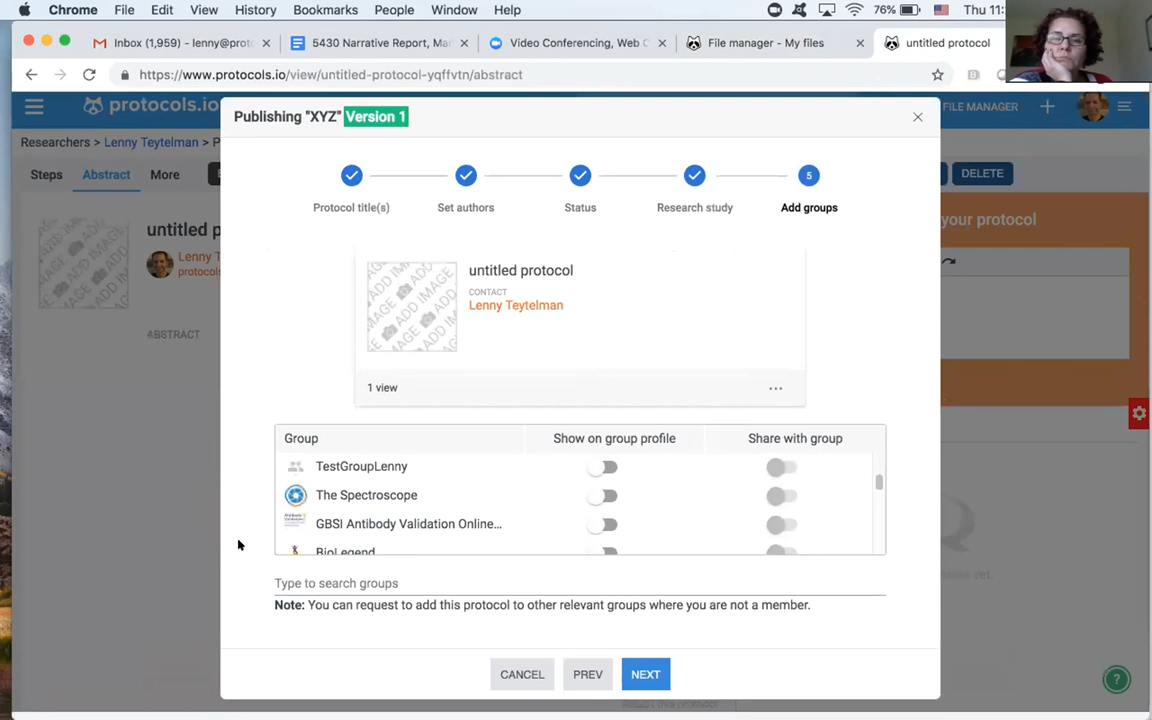 Chrome File Edit View History Bookmarks People Window Help 76% Thu 11:
Inbox (1,959) - lenny@prot
5430 Narrative Report, Ma
Video Conferencing, Web C
File manager - My files
untitled protocol
https://www.protocols.io/view/untitled-protocol-yqffvtn/abstract
protocols.io
FILE MANAGER
Researchers > Lenny Teytelman > P
Steps Abstract More
DELETE
untitled p
Lenny T
protocols
ABSTRACT
your protocol
Publishing "XYZ" Version 1
5
Protocol title(s) Set authors Status Research study Add groups
ADD IMAGE
untitled protocol
CONTACT
Lenny Teytelman
1 view
Group Show on group profile Share with group
TestGroupLenny
The Spectroscope
GBSI Antibody Validation Online...
BioLegend
Type to search groups
Note: You can request to add this protocol to other relevant groups where you are not a member.
CANCEL PREV NEXT
yet.
?